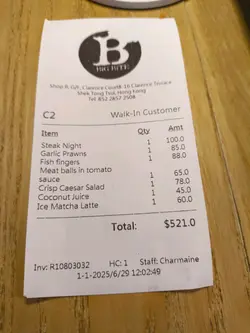 B
BIG BITE
Shop B, G/F, Clarence Court 8-10 Clarence Terrace
Shek Tong Tsui, Hong Kong
Tel. 852 2857 2508
C2 Walk-In Customer
Item Qty Amt
Steak Night 1 100.0
Garlic Prawns 1 85.0
Fish fingers 1 88.0
Meat balls in tomato
sauce 1 65.0
Crisp Caesar Salad 1 78.0
Coconut Juice 1 45.0
Ice Matcha Latte 1 60.0
Total: $521.0
Inv: R10803032 HC: 1 Staff: Charmaine
1-1-2025/6/29 12:02:49